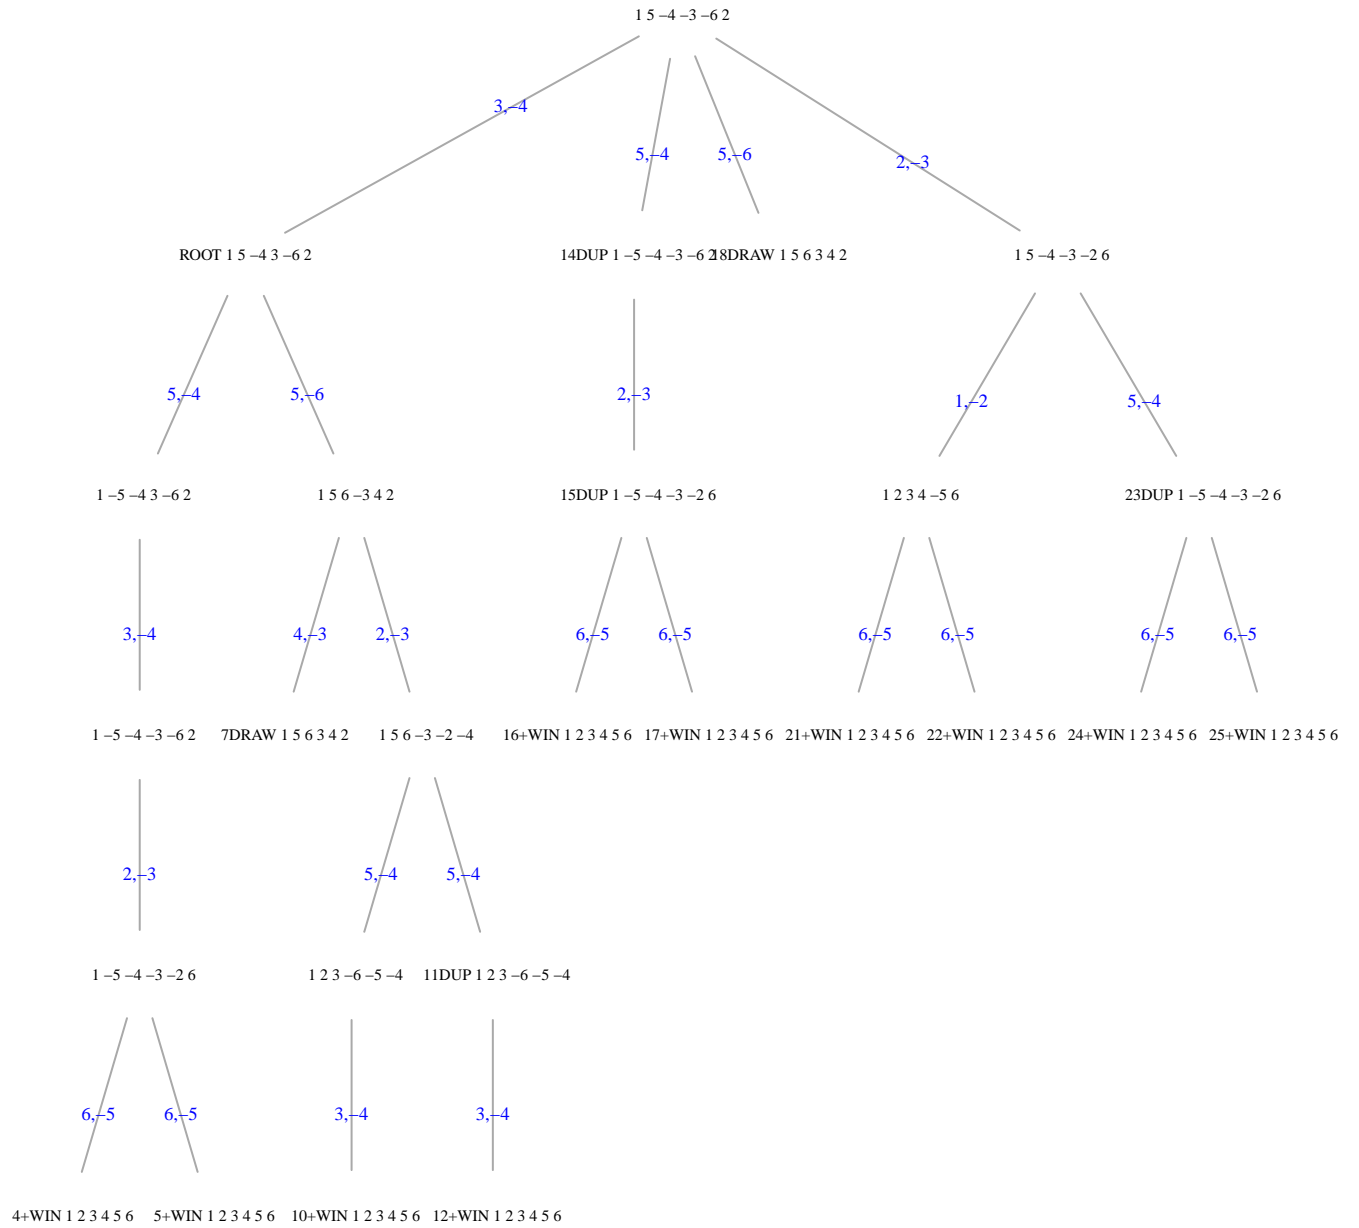 1 5 –4 –3 –6 2
3,–4
5,–4
5,–6
2,–3
ROOT 1 5 –4 3 –6 2
14DUP 1 –5 –4 –3 –6 2
18DRAW 1 5 6 3 4 2
1 5 –4 –3 –2 6
5,–4
5,–6
2,–3
1,–2
5,–4
1 –5 –4 3 –6 2
1 5 6 –3 4 2
15DUP 1 –5 –4 –3 –2 6
1 2 3 4 –5 6
23DUP 1 –5 –4 –3 –2 6
3,–4
4,–3
2,–3
6,–5
6,–5
6,–5
6,–5
6,–5
6,–5
1 –5 –4 –3 –6 2
7DRAW 1 5 6 3 4 2
1 5 6 –3 –2 –4
16+WIN 1 2 3 4 5 6
17+WIN 1 2 3 4 5 6
21+WIN 1 2 3 4 5 6
22+WIN 1 2 3 4 5 6
24+WIN 1 2 3 4 5 6
25+WIN 1 2 3 4 5 6
2,–3
5,–4
5,–4
1 –5 –4 –3 –2 6
1 2 3 –6 –5 –4
11DUP 1 2 3 –6 –5 –4
6,–5
6,–5
3,–4
3,–4
4+WIN 1 2 3 4 5 6
5+WIN 1 2 3 4 5 6
10+WIN 1 2 3 4 5 6
12+WIN 1 2 3 4 5 6